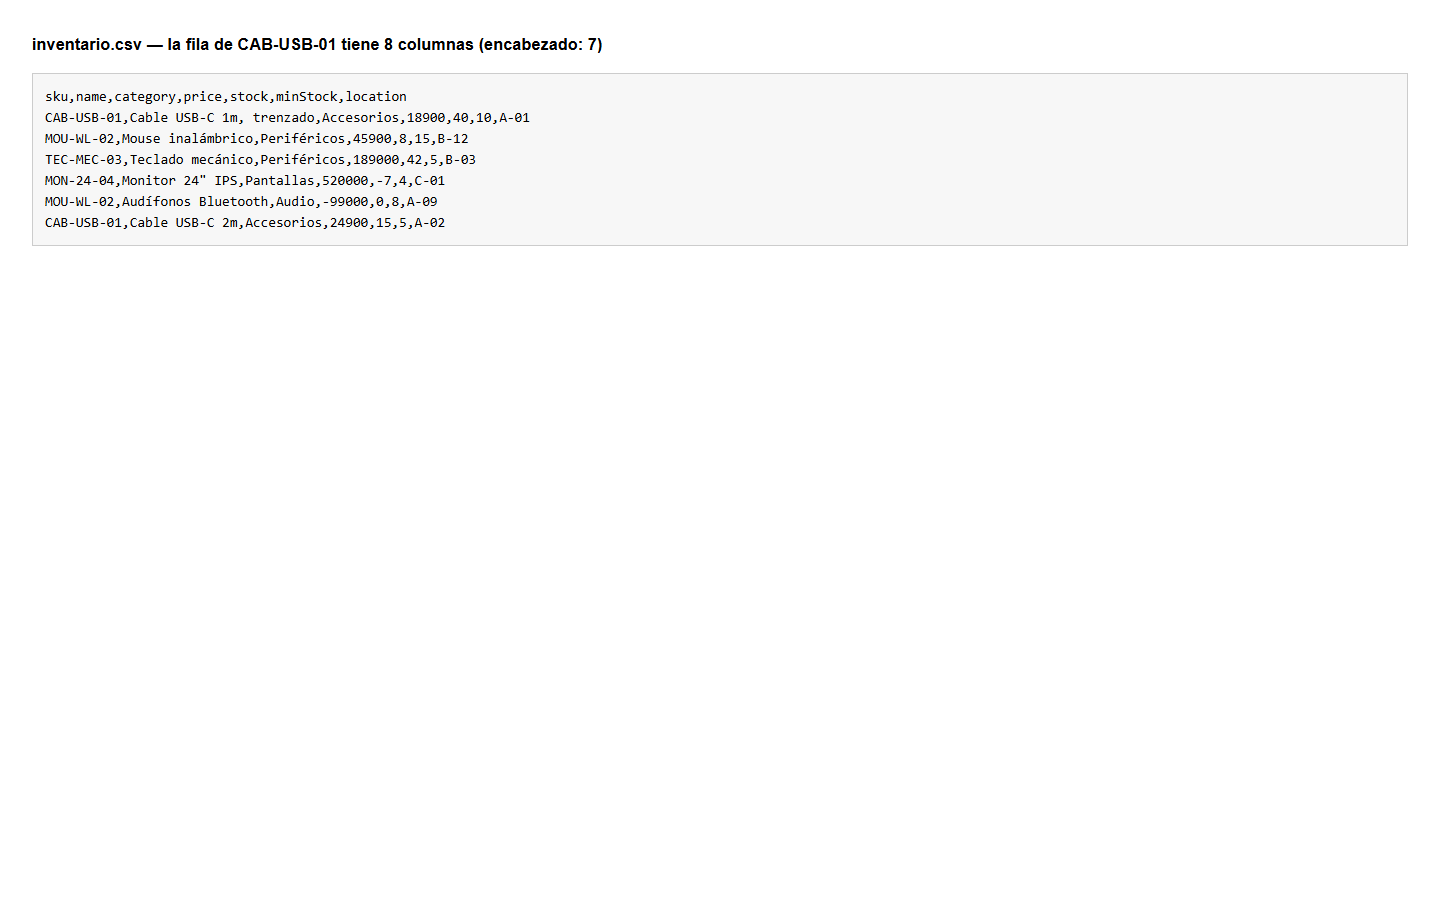 inventario.csv — la fila de CAB-USB-01 tiene 8 columnas (encabezado: 7)
sku,name,category,price,stock,minStock,location
CAB-USB-01,Cable USB-C 1m, trenzado,Accesorios,18900,40,10,A-01
MOU-WL-02,Mouse inalámbrico,Periféricos,45900,8,15,B-12
TEC-MEC-03,Teclado mecánico,Periféricos,189000,42,5,B-03
MON-24-04,Monitor 24" IPS,Pantallas,520000,-7,4,C-01
MOU-WL-02,Audífonos Bluetooth,Audio,-99000,0,8,A-09
CAB-USB-01,Cable USB-C 2m,Accesorios,24900,15,5,A-02